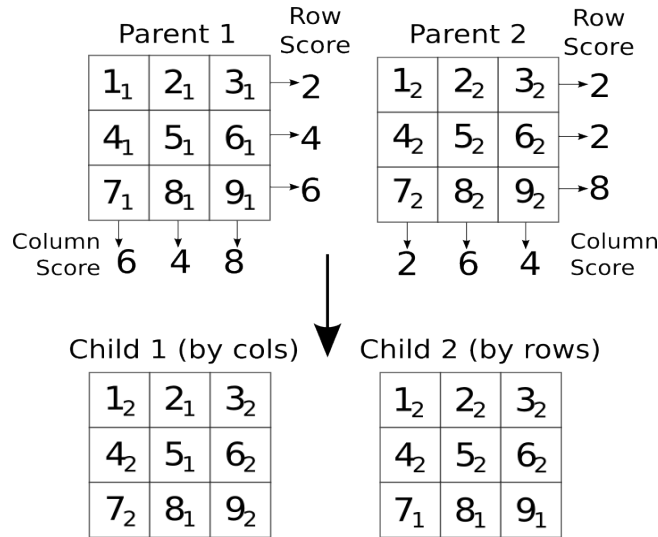 Parent 1
Row
Score
Parent 2
Row
Score
1₁ 2₁ 3₁ 2
4₁ 5₁ 6₁ 4
7₁ 8₁ 9₁ 6
1₂ 2₂ 3₂ 2
4₂ 5₂ 6₂ 2
7₂ 8₂ 9₂ 8
Column
Score
6 4 8
2 6 4
Column
Score
Child 1 (by cols)
Child 2 (by rows)
1₂ 2₁ 3₂
4₂ 5₁ 6₂
7₂ 8₁ 9₂
1₂ 2₂ 3₂
4₂ 5₂ 6₂
7₁ 8₁ 9₁